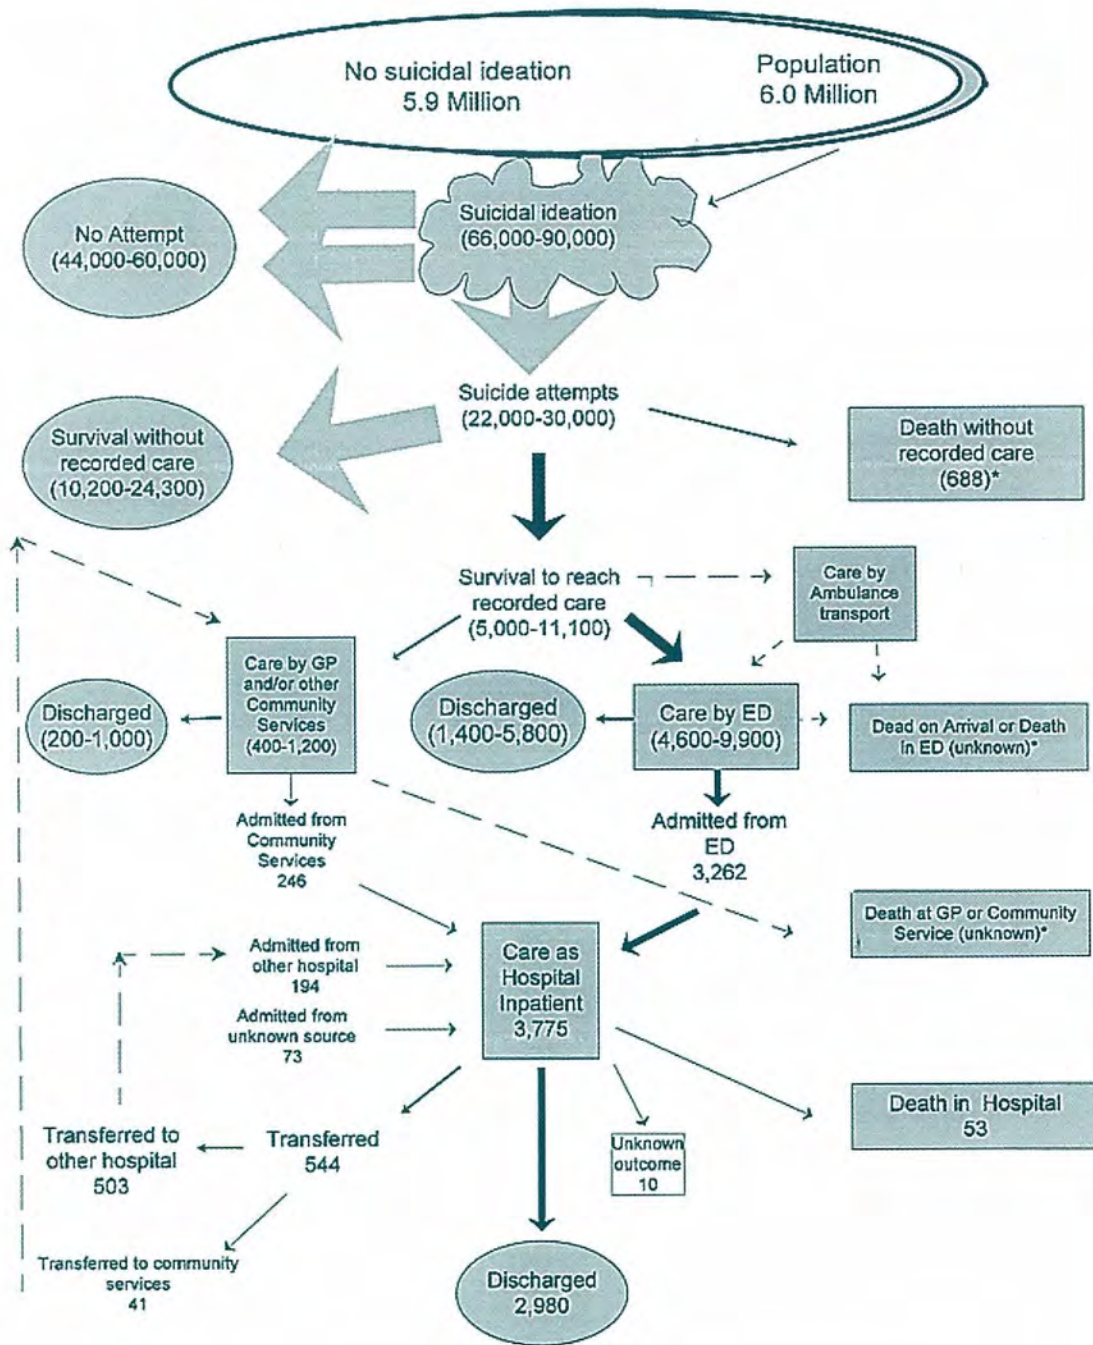 No suicidal ideation
5.9 Million
Population
6.0 Million
Suicidal ideation
(66,000-90,000)
No Attempt
(44,000-60,000)
Suicide attempts
(22,000-30,000)
Survival without
recorded care
(10,200-24,300)
Death without
recorded care
(688)*
Survival to reach
recorded care
(5,000-11,100)
Care by
Ambulance
transport
Care by GP
and/or other
Community
Services
(400-1,200)
Discharged
(200-1,000)
Discharged
(1,400-5,800)
Care by ED
(4,600-9,900)
Dead on Arrival or Death
in ED (unknown)*
Admitted from
Community
Services
246
Admitted from
ED
3,262
Death at GP or Community
Service (unknown)*
Admitted from
other hospital
194
Admitted from
unknown source
73
Care as
Hospital
Inpatient
3,775
Death in Hospital
53
Transferred to
other hospital
503
Transferred
544
Unknown
outcome
10
Transferred to community
services
41
Discharged
2,980